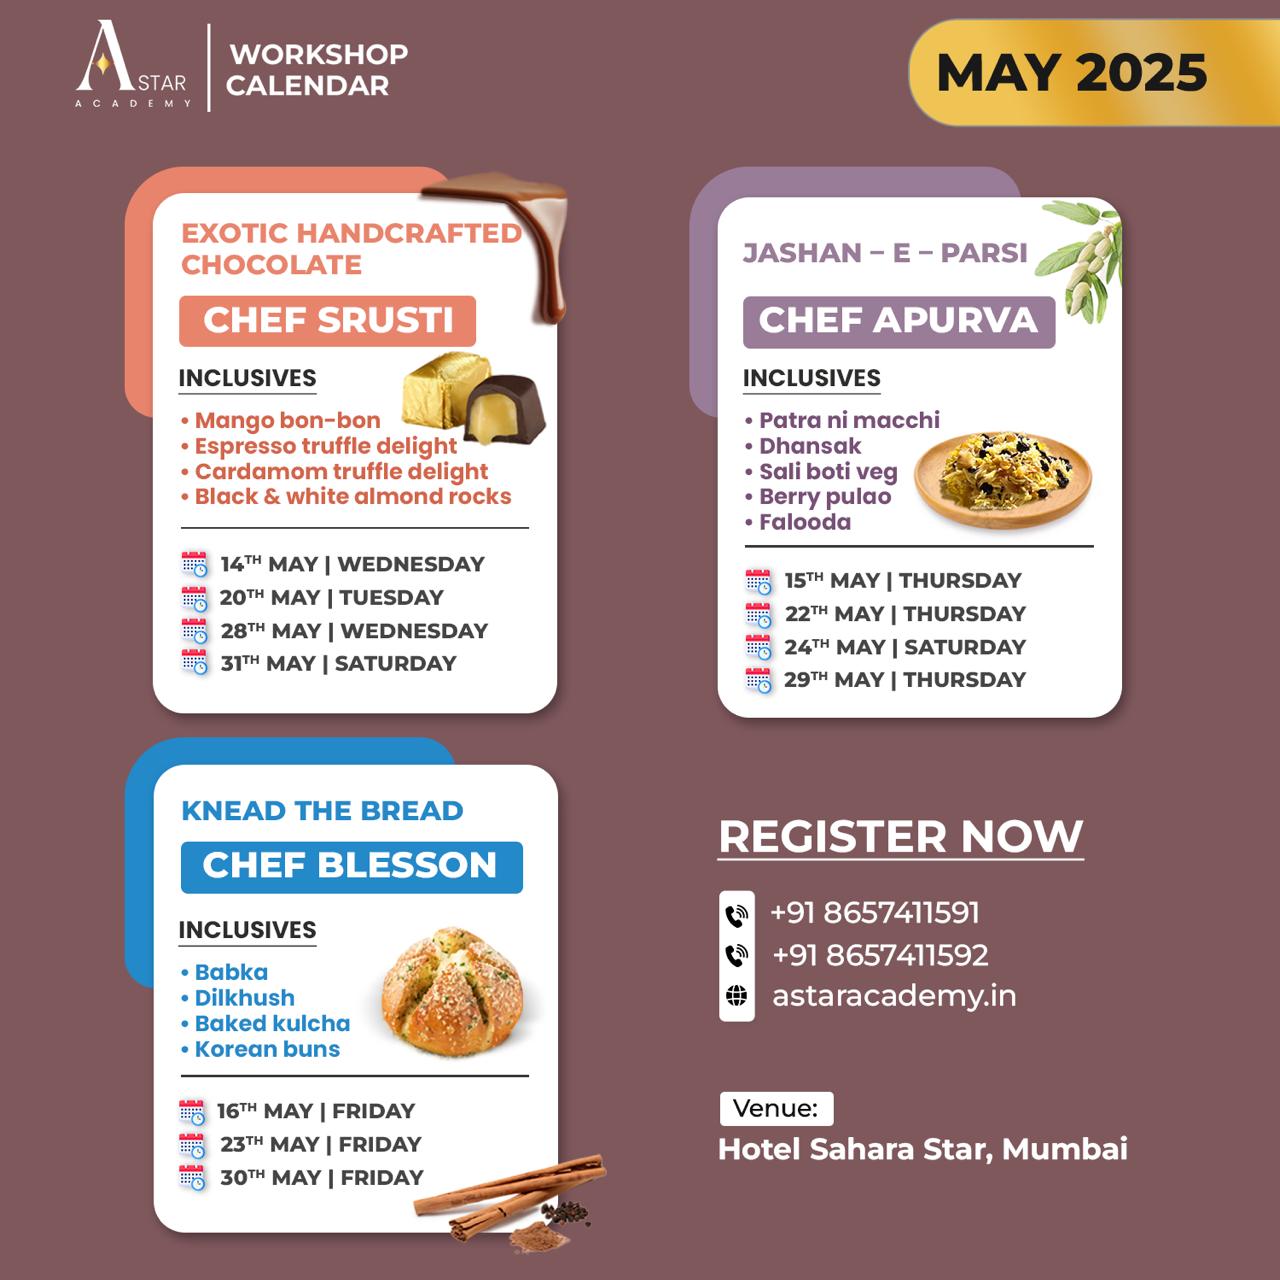 A STAR
ACADEMY
WORKSHOP
CALENDAR
MAY 2025
EXOTIC HANDCRAFTED
CHOCOLATE
CHEF SRUSTI
INCLUSIVES
• Mango bon-bon
• Espresso truffle delight
• Cardamom truffle delight
• Black & white almond rocks
14TH MAY | WEDNESDAY
20TH MAY | TUESDAY
28TH MAY | WEDNESDAY
31TH MAY | SATURDAY
JASHAN – E – PARSI
CHEF APURVA
INCLUSIVES
• Patra ni macchi
• Dhansak
• Sali boti veg
• Berry pulao
• Falooda
15TH MAY | THURSDAY
22TH MAY | THURSDAY
24TH MAY | SATURDAY
29TH MAY | THURSDAY
KNEAD THE BREAD
CHEF BLESSON
INCLUSIVES
• Babka
• Dilkhush
• Baked kulcha
• Korean buns
16TH MAY | FRIDAY
23TH MAY | FRIDAY
30TH MAY | FRIDAY
REGISTER NOW
+91 8657411591
+91 8657411592
astaracademy.in
Venue:
Hotel Sahara Star, Mumbai